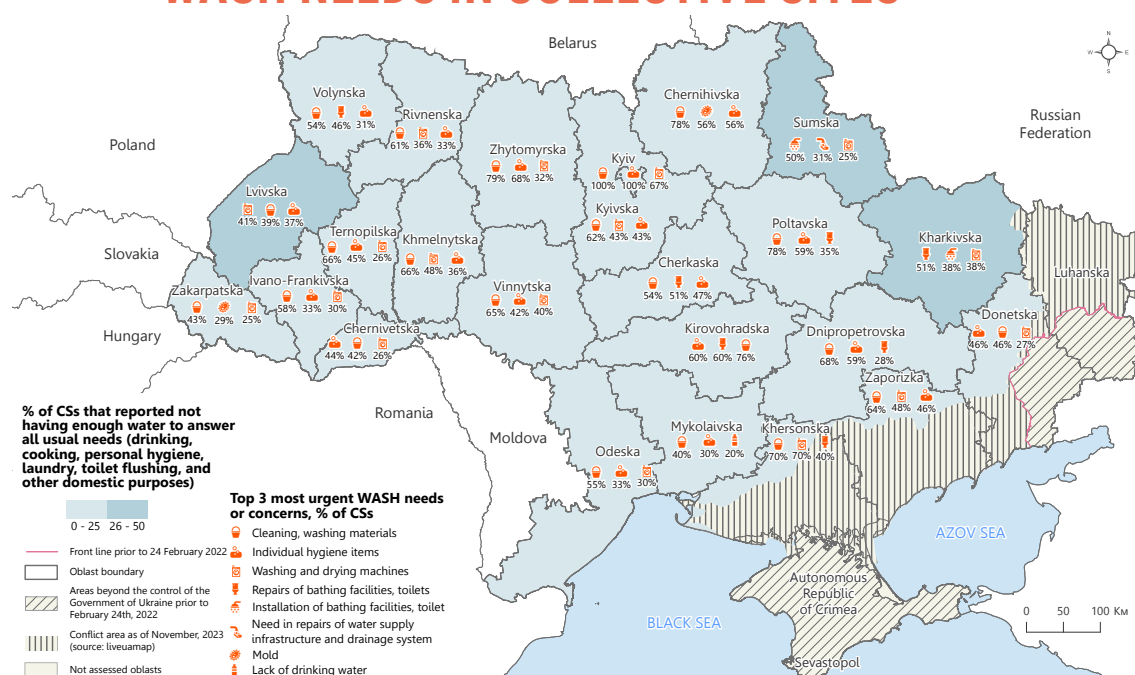 WASH NEEDS IN COLLECTIVE SITES
Belarus
N
W E
S
Poland
Russian
Federation
Slovakia
Hungary
Romania
Moldova
Volynska
54% 46% 31%
Rivnenska
61% 36% 33%
Zhytomyrska
79% 68% 32%
Kyiv
100% 100% 67%
Kyivska
62% 43% 43%
Chernihivska
78% 56% 56%
Sumska
50% 31% 25%
Lvivska
41% 39% 37%
Ternopilska
66% 45% 26%
Khmelnytska
66% 48% 36%
Poltavska
78% 59% 35%
Kharkivska
51% 38% 38%
Luhanska
Zakarpatska
43% 29% 25%
Ivano-Frankivska
58% 33% 30%
Vinnytska
65% 42% 40%
Cherkaska
54% 51% 47%
Chernivetska
44% 42% 26%
Kirovohradska
60% 60% 76%
Dnipropetrovska
68% 59% 28%
Donetska
46% 46% 27%
Zaporizka
64% 48% 46%
Mykolaivska
40% 30% 20%
Khersonska
70% 70% 40%
Odeska
55% 33% 30%
AZOV SEA
BLACK SEA
Autonomous
Republic
of Crimea
Sevastopol
0 50 100 Км
% of CSs that reported not
having enough water to answer
all usual needs (drinking,
cooking, personal hygiene,
laundry, toilet flushing, and
other domestic purposes)
0 - 25 26 - 50
Front line prior to 24 February 2022
Oblast boundary
Areas beyond the control of the
Government of Ukraine prior to
February 24th, 2022
Conflict area as of November, 2023
(source: liveuamap)
Not assessed oblasts
Top 3 most urgent WASH needs
or concerns, % of CSs
Cleaning, washing materials
Individual hygiene items
Washing and drying machines
Repairs of bathing facilities, toilets
Installation of bathing facilities, toilet
Need in repairs of water supply
infrastructure and drainage system
Mold
Lack of drinking water